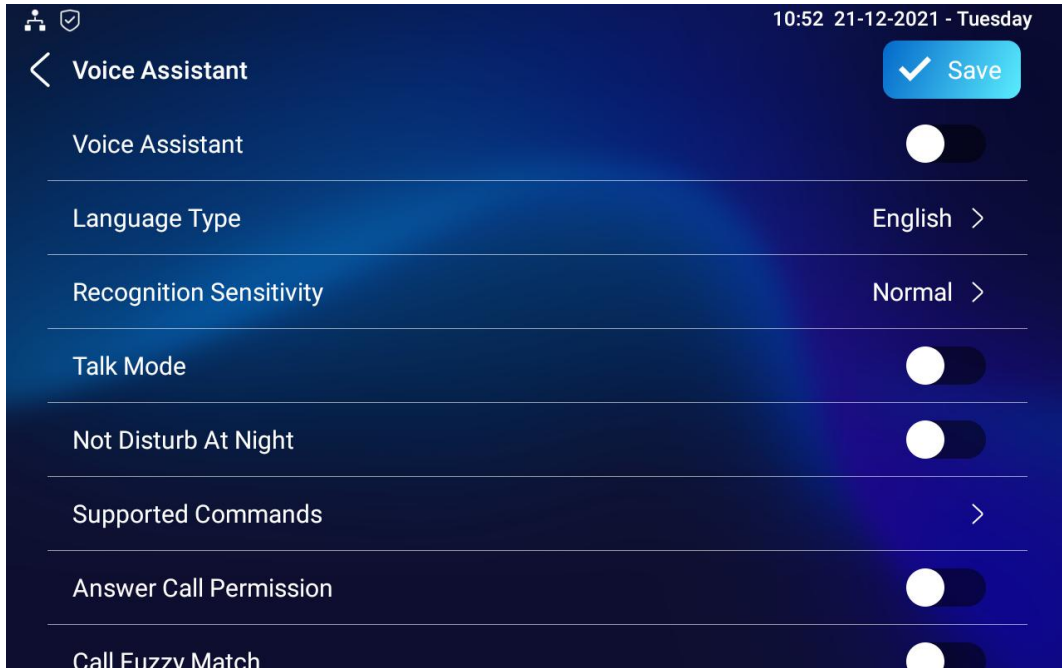 10:52 21-12-2021 - Tuesday
Voice Assistant
Save
Voice Assistant
Language Type English
Recognition Sensitivity Normal
Talk Mode
Not Disturb At Night
Supported Commands
Answer Call Permission
Call Fuzzy Match